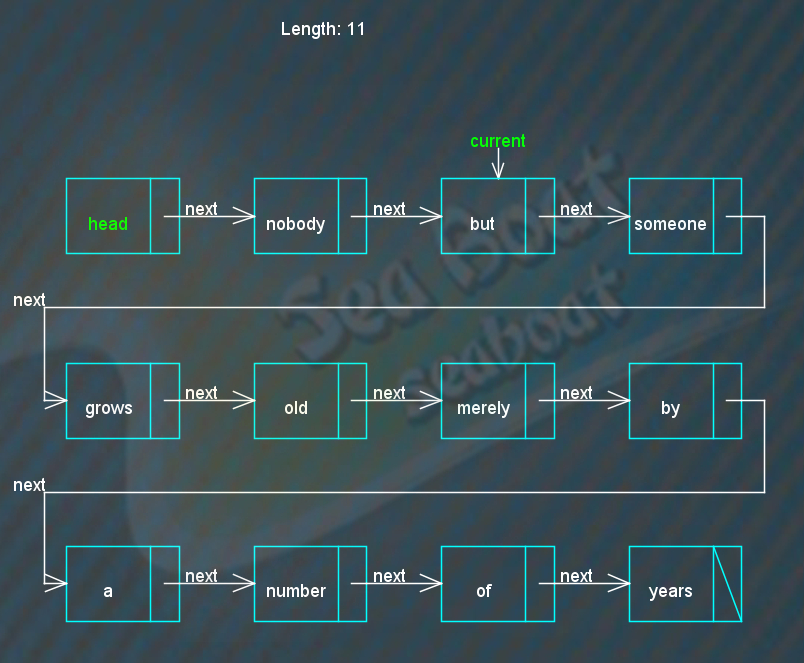 Length: 11
current
head next nobody next but next someone
Sea Boat
seaboat
next
grows next old next merely next by
next
a next number next of next years